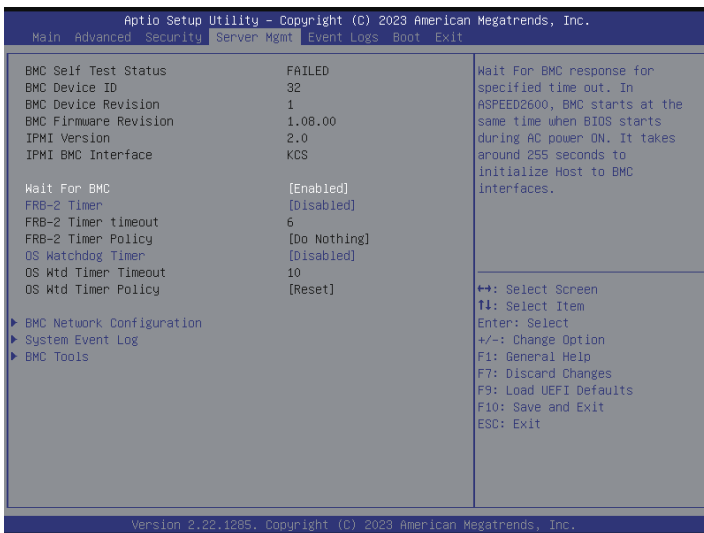 Aptio Setup Utility – Copyright (C) 2023 American Megatrends, Inc.
Main Advanced Security Server Mgmt Event Logs Boot Exit
BMC Self Test Status FAILED
BMC Device ID 32
BMC Device Revision 1
BMC Firmware Revision 1.08.00
IPMI Version 2.0
IPMI BMC Interface KCS
Wait For BMC [Enabled]
FRB-2 Timer [Disabled]
FRB-2 Timer timeout 6
FRB-2 Timer Policy [Do Nothing]
OS Watchdog Timer [Disabled]
OS Wtd Timer Timeout 10
OS Wtd Timer Policy [Reset]
BMC Network Configuration
System Event Log
BMC Tools
Wait For BMC response for
specified time out. In
ASPEED2600, BMC starts at the
same time when BIOS starts
during AC power ON. It takes
around 255 seconds to
initialize Host to BMC
interfaces.
↔: Select Screen
↑↓: Select Item
Enter: Select
+/-: Change Option
F1: General Help
F7: Discard Changes
F9: Load UEFI Defaults
F10: Save and Exit
ESC: Exit
Version 2.22.1285. Copyright (C) 2023 American Megatrends, Inc.